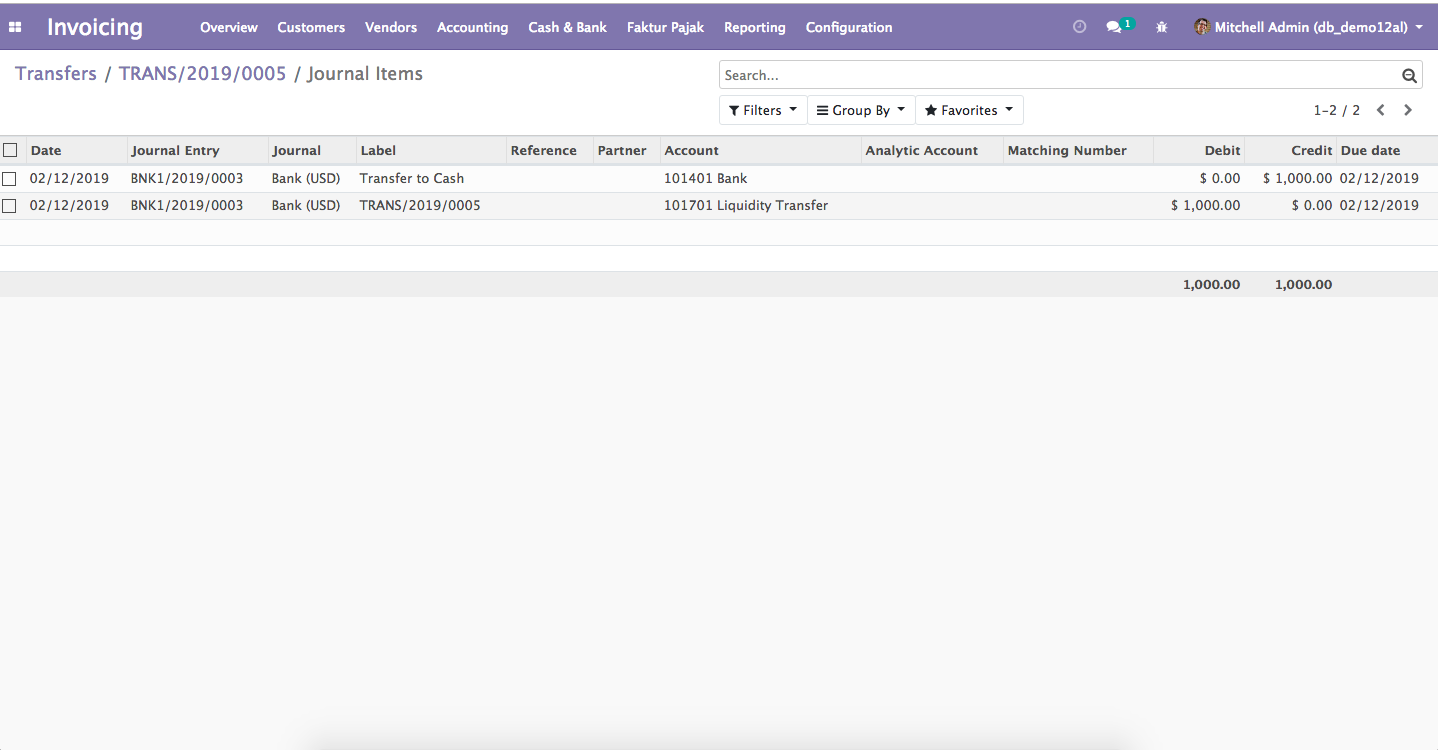 Invoicing Overview Customers Vendors Accounting Cash & Bank Faktur Pajak Reporting Configuration 1 Mitchell Admin (db_demo12al)
Transfers / TRANS/2019/0005 / Journal Items Search...
Filters Group By Favorites 1-2 / 2
Date Journal Entry Journal Label Reference Partner Account Analytic Account Matching Number Debit Credit Due date
02/12/2019 BNK1/2019/0003 Bank (USD) Transfer to Cash 101401 Bank $ 0.00 $ 1,000.00 02/12/2019
02/12/2019 BNK1/2019/0003 Bank (USD) TRANS/2019/0005 101701 Liquidity Transfer $ 1,000.00 $ 0.00 02/12/2019
1,000.00 1,000.00